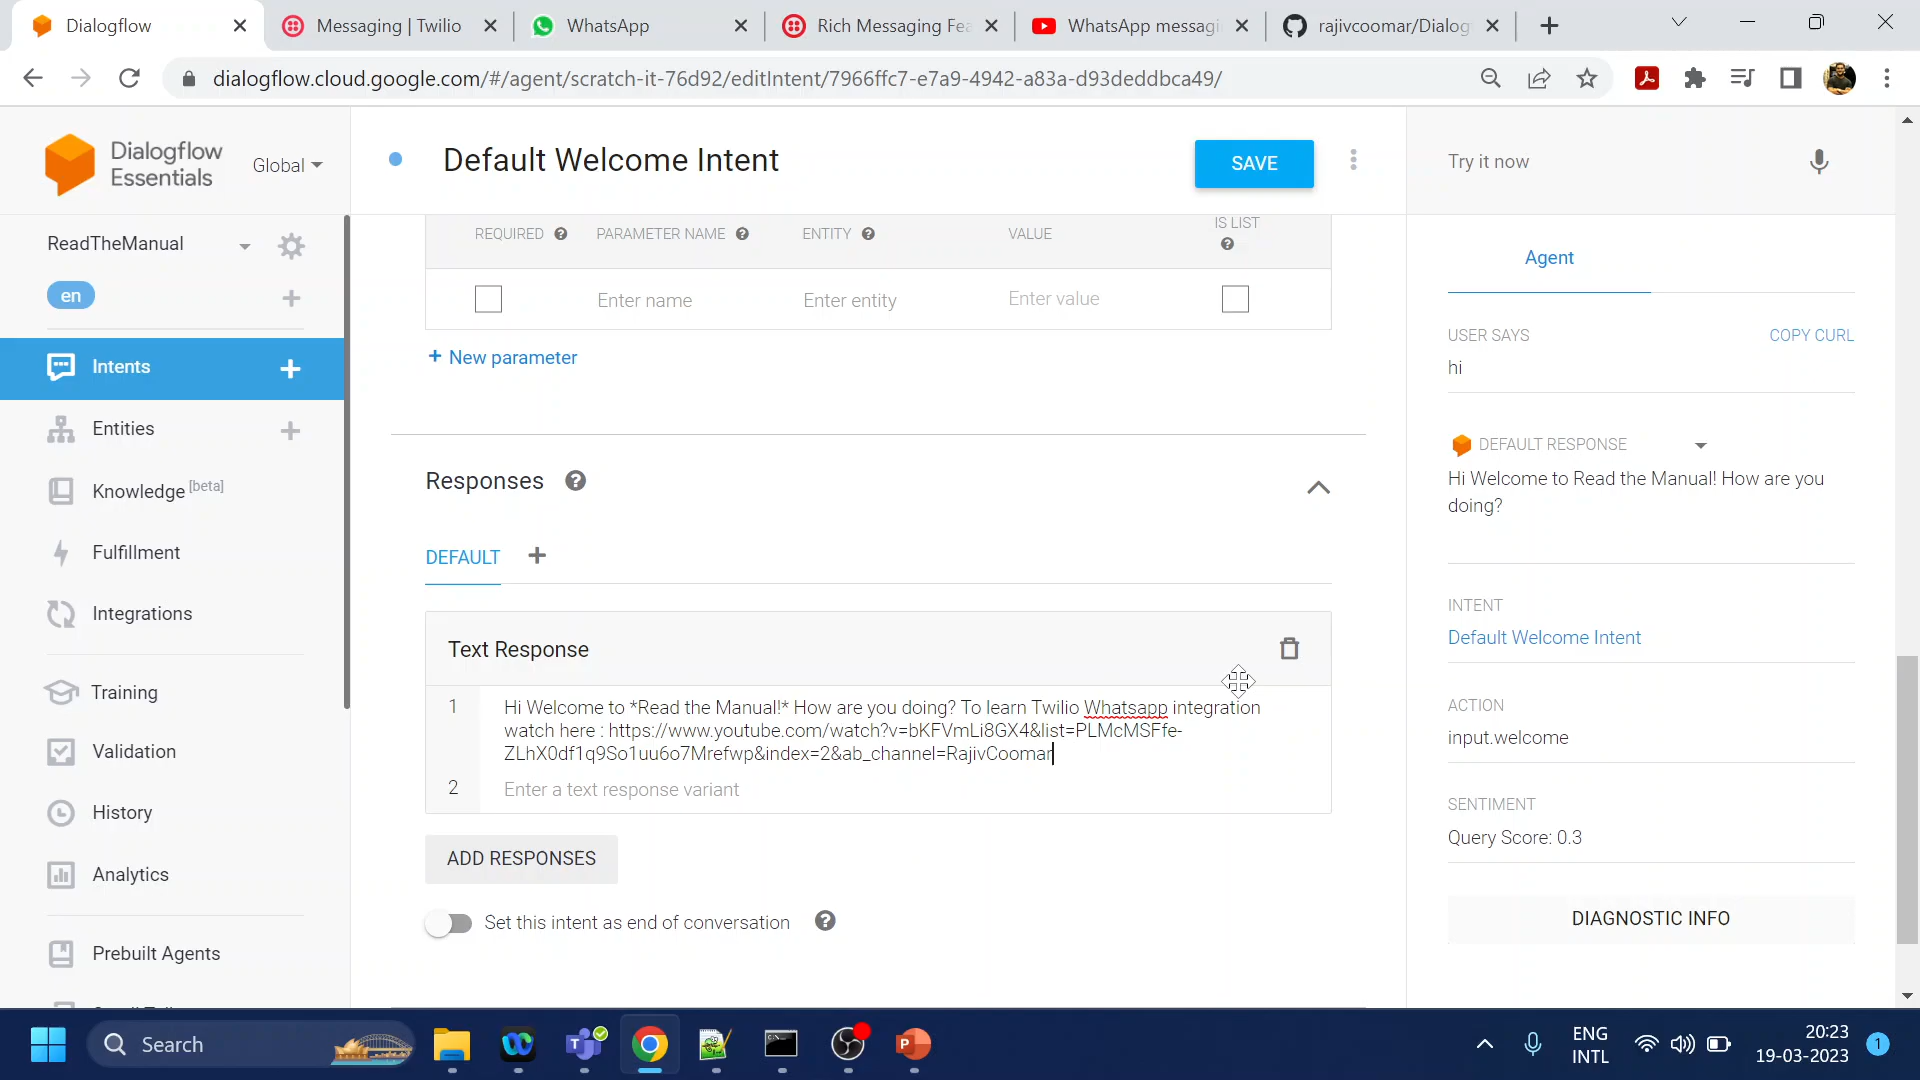 Dialogflow
Messaging | Twilio
WhatsApp
Rich Messaging Fea
WhatsApp messagi
rajivcoomar/Dialog
dialogflow.cloud.google.com/#/agent/scratch-it-76d92/editIntent/7966ffc7-e7a9-4942-a83a-d93deddbca49/
Dialogflow
Essentials
Global
Default Welcome Intent
SAVE
Try it now
ReadTheManual
en
Intents
Entities
Knowledge [beta]
Fulfillment
Integrations
Training
Validation
History
Analytics
Prebuilt Agents
REQUIRED
PARAMETER NAME
ENTITY
VALUE
IS LIST
Enter name
Enter entity
Enter value
+ New parameter
Responses
DEFAULT
Text Response
1
Hi Welcome to *Read the Manual!* How are you doing? To learn Twilio Whatsapp integration
watch here : https://www.youtube.com/watch?v=bKFVmLi8GX4&list=PLMcMSFfe-
ZLhX0df1q9So1uu6o7Mrefwp&index=2&ab_channel=RajivCoomar
2
Enter a text response variant
ADD RESPONSES
Set this intent as end of conversation
Agent
USER SAYS
COPY CURL
hi
DEFAULT RESPONSE
Hi Welcome to Read the Manual! How are you
doing?
INTENT
Default Welcome Intent
ACTION
input.welcome
SENTIMENT
Query Score: 0.3
DIAGNOSTIC INFO
Search
ENG
INTL
20:23
19-03-2023
1